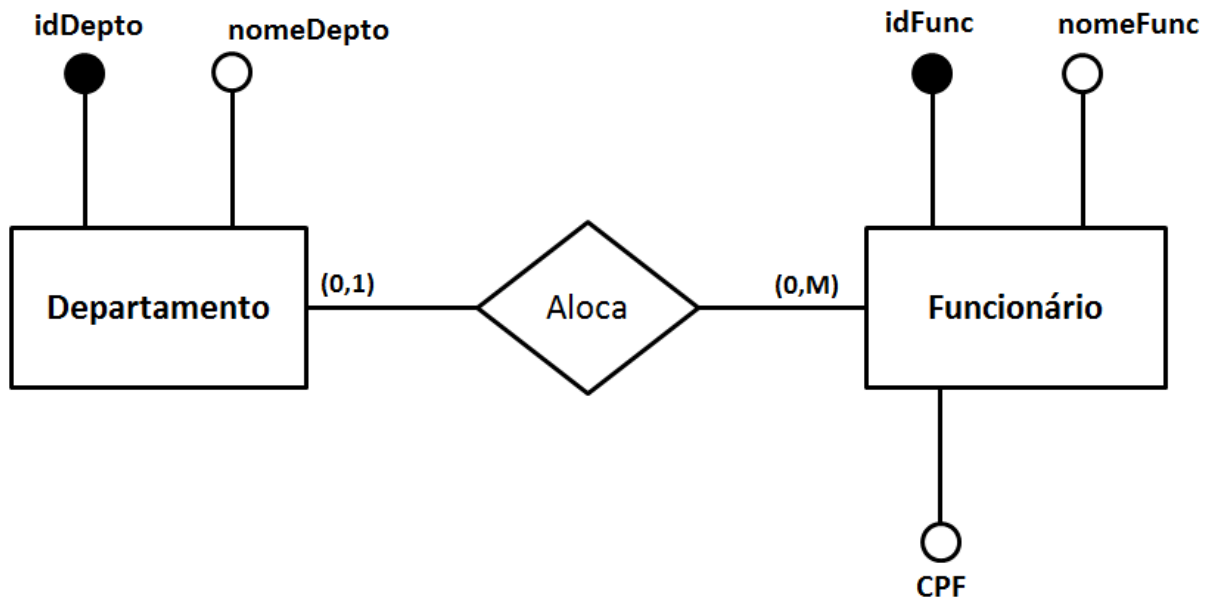 idDepto
nomeDepto
idFunc
nomeFunc
Departamento
(0,1)
Aloca
(0,M)
Funcionário
CPF